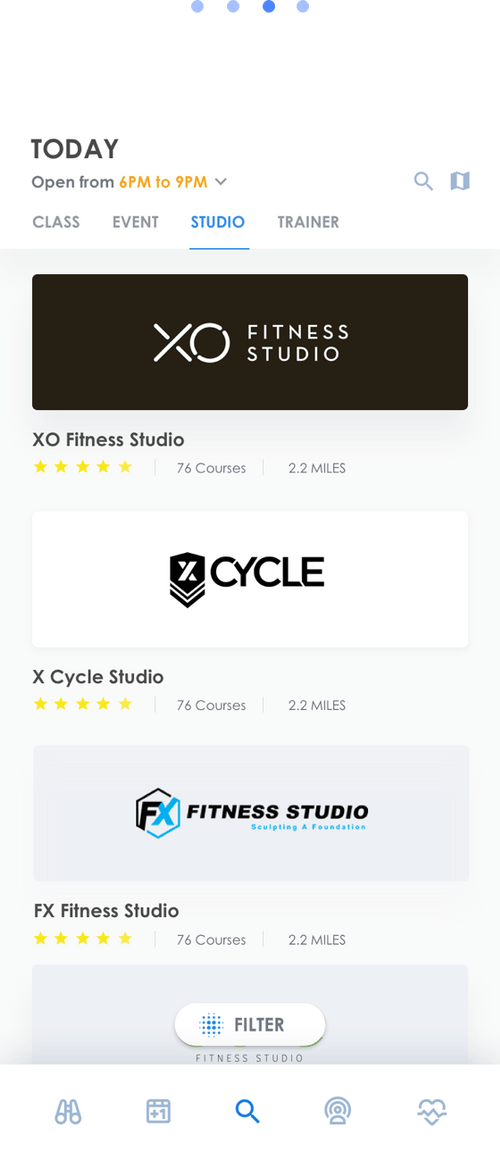 TODAY
Open from 6PM to 9PM
CLASS EVENT STUDIO TRAINER
XO FITNESS
STUDIO
XO Fitness Studio
76 Courses 2.2 MILES
X CYCLE
X Cycle Studio
76 Courses 2.2 MILES
FX FITNESS STUDIO
Sculpting A Foundation
FX Fitness Studio
76 Courses 2.2 MILES
FILTER
FITNESS STUDIO
+1